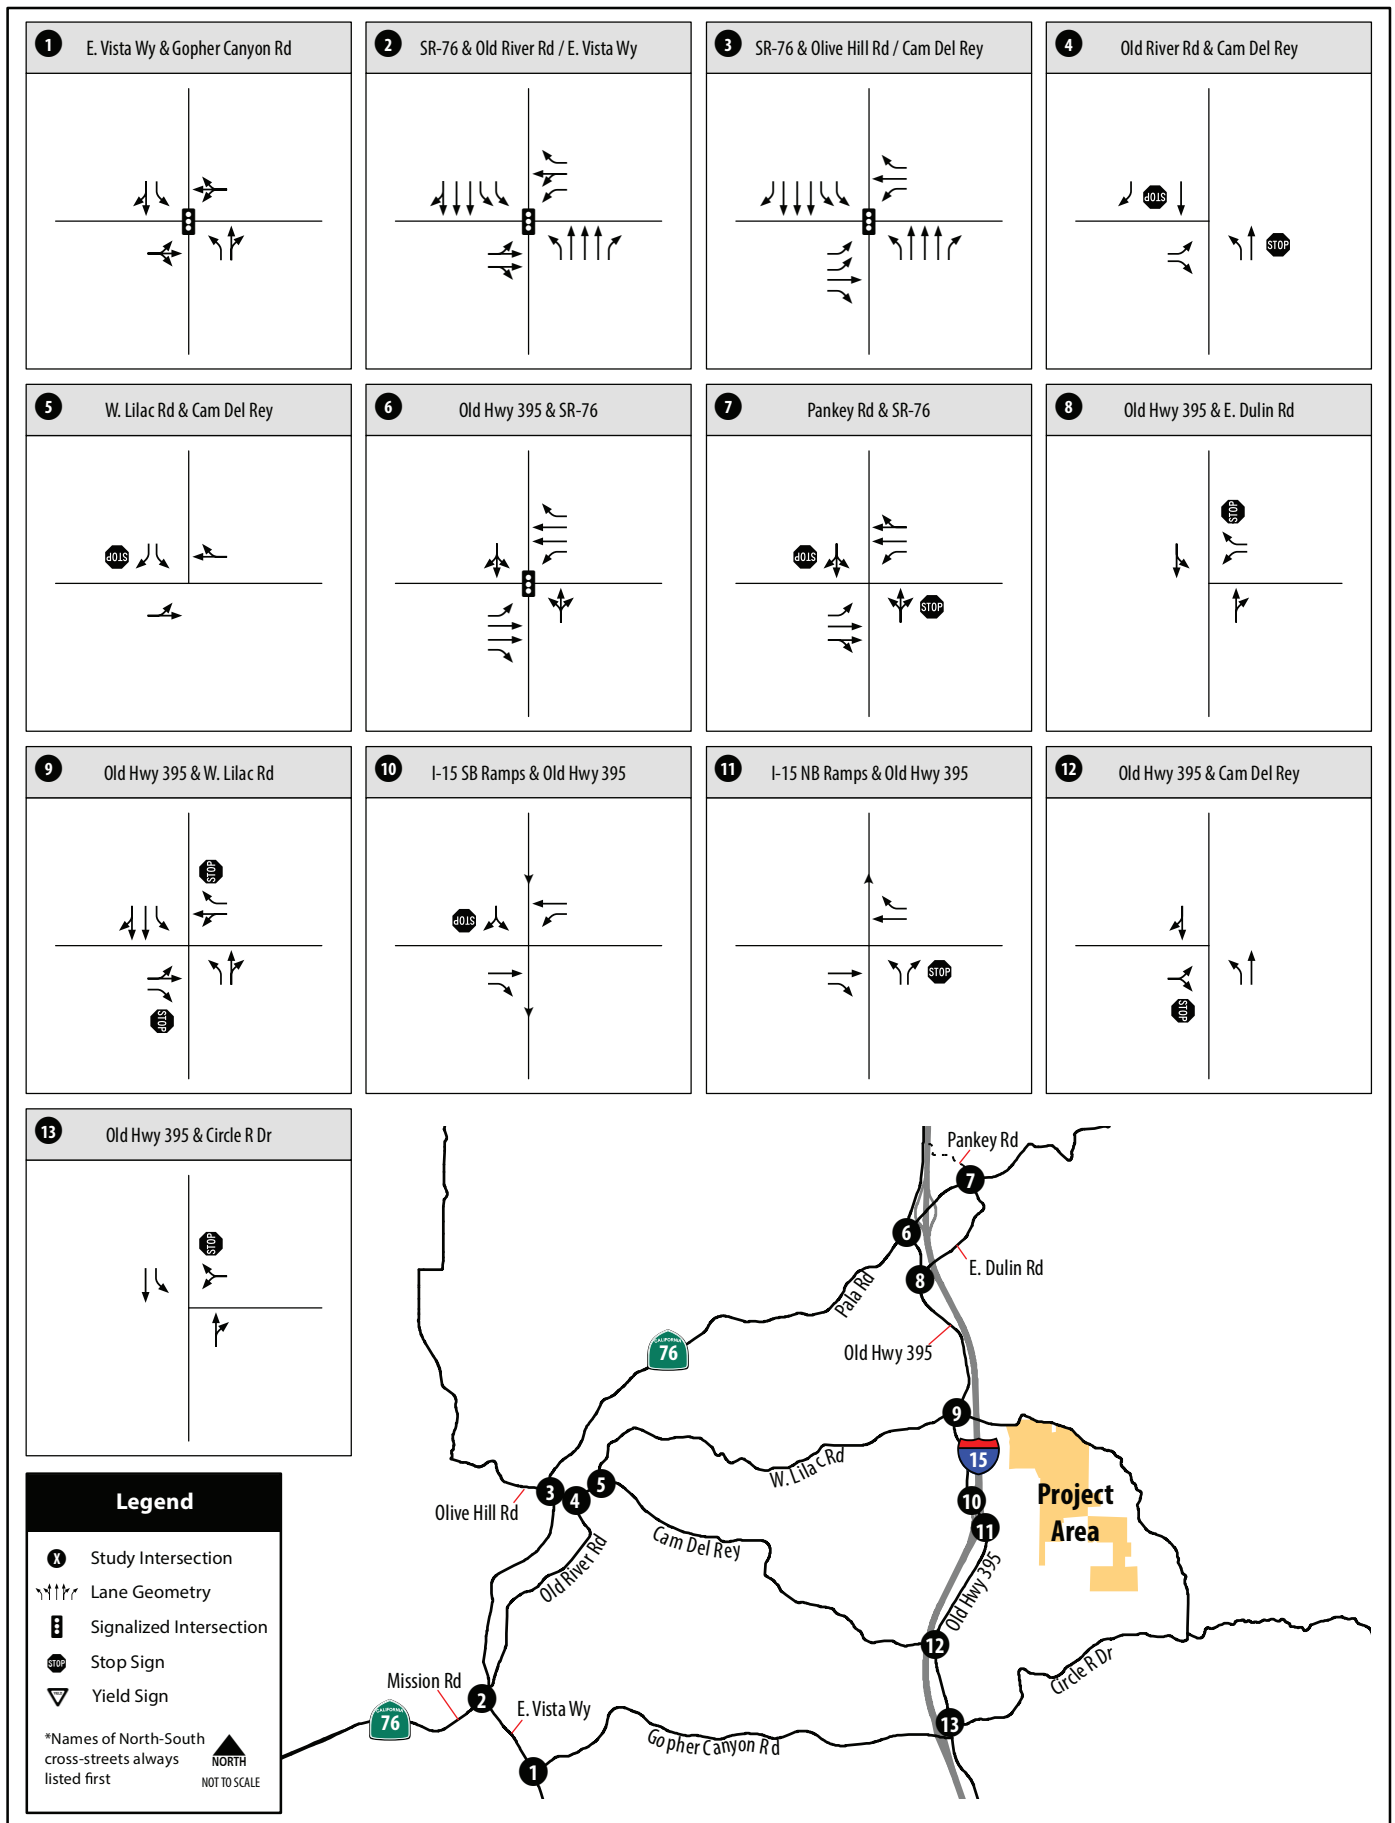 1 E. Vista Wy & Gopher Canyon Rd
2 SR-76 & Old River Rd / E. Vista Wy
3 SR-76 & Olive Hill Rd / Cam Del Rey
4 Old River Rd & Cam Del Rey
STOP
STOP
5 W. Lilac Rd & Cam Del Rey
STOP
6 Old Hwy 395 & SR-76
7 Pankey Rd & SR-76
STOP
STOP
8 Old Hwy 395 & E. Dulin Rd
STOP
9 Old Hwy 395 & W. Lilac Rd
STOP
STOP
10 I-15 SB Ramps & Old Hwy 395
STOP
11 I-15 NB Ramps & Old Hwy 395
STOP
12 Old Hwy 395 & Cam Del Rey
STOP
13 Old Hwy 395 & Circle R Dr
STOP
Pankey Rd
7
6
E. Dulin Rd
8
Pala Rd
CALIFORNIA
76
Old Hwy 395
9
15
W. Lilac Rd
5
3
4
Olive Hill Rd
10
11
Project
Area
Cam Del Rey
Old River Rd
Old Hwy 395
12
Circle R Dr
Mission Rd
2
E. Vista Wy
CALIFORNIA
76
13
Gopher Canyon Rd
1
Legend
X Study Intersection
Lane Geometry
Signalized Intersection
STOP Stop Sign
YIELD Yield Sign
*Names of North-South
cross-streets always
listed first
NORTH
NOT TO SCALE